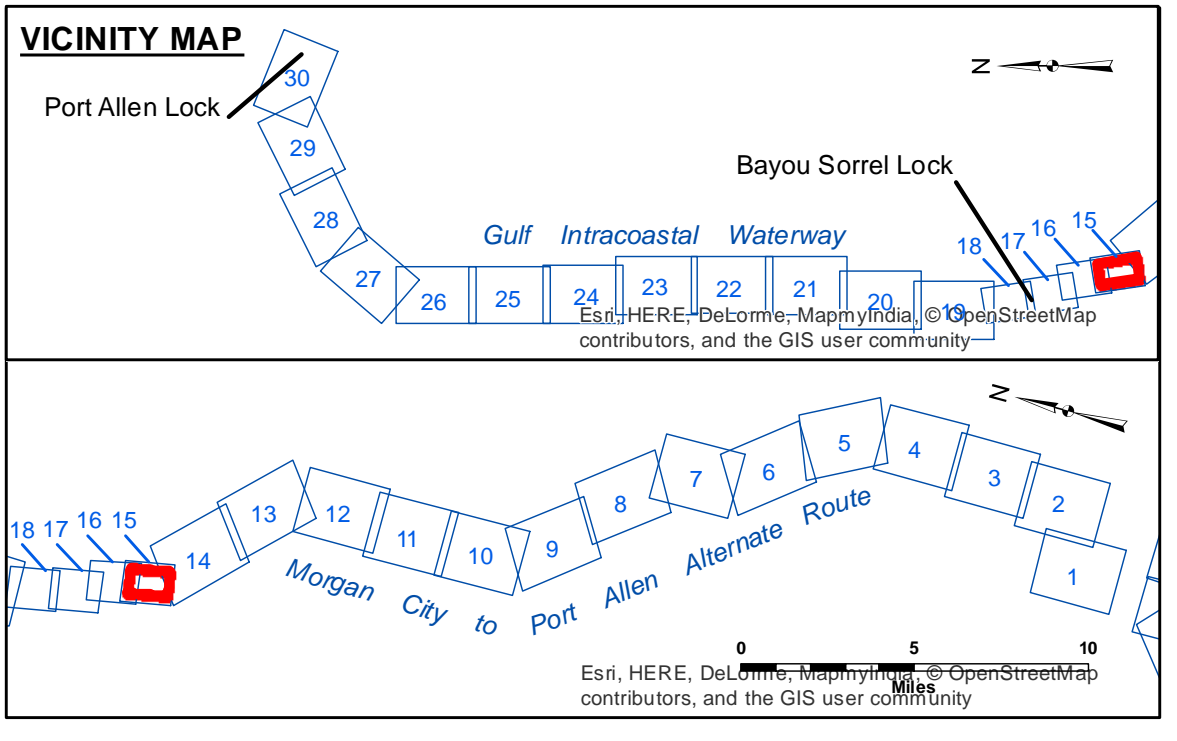 VICINITY MAP
N
30
Port Allen Lock
29
Bayou Sorrel Lock
28
18 17 16 15
Gulf Intracoastal Waterway
27
26 25 24 23 22 21 20 19
Esri, HERE, DeLorme, MapmyIndia, © OpenStreetMap
contributors, and the GIS user community
N
5
4
3
2
7
6
8
13
12
11
10
9
18 17 16 15
14
1
Morgan City to Port Allen Alternate Route
0 5 10
Miles
Esri, HERE, DeLorme, MapmyIndia, © OpenStreetMap
contributors, and the GIS user community